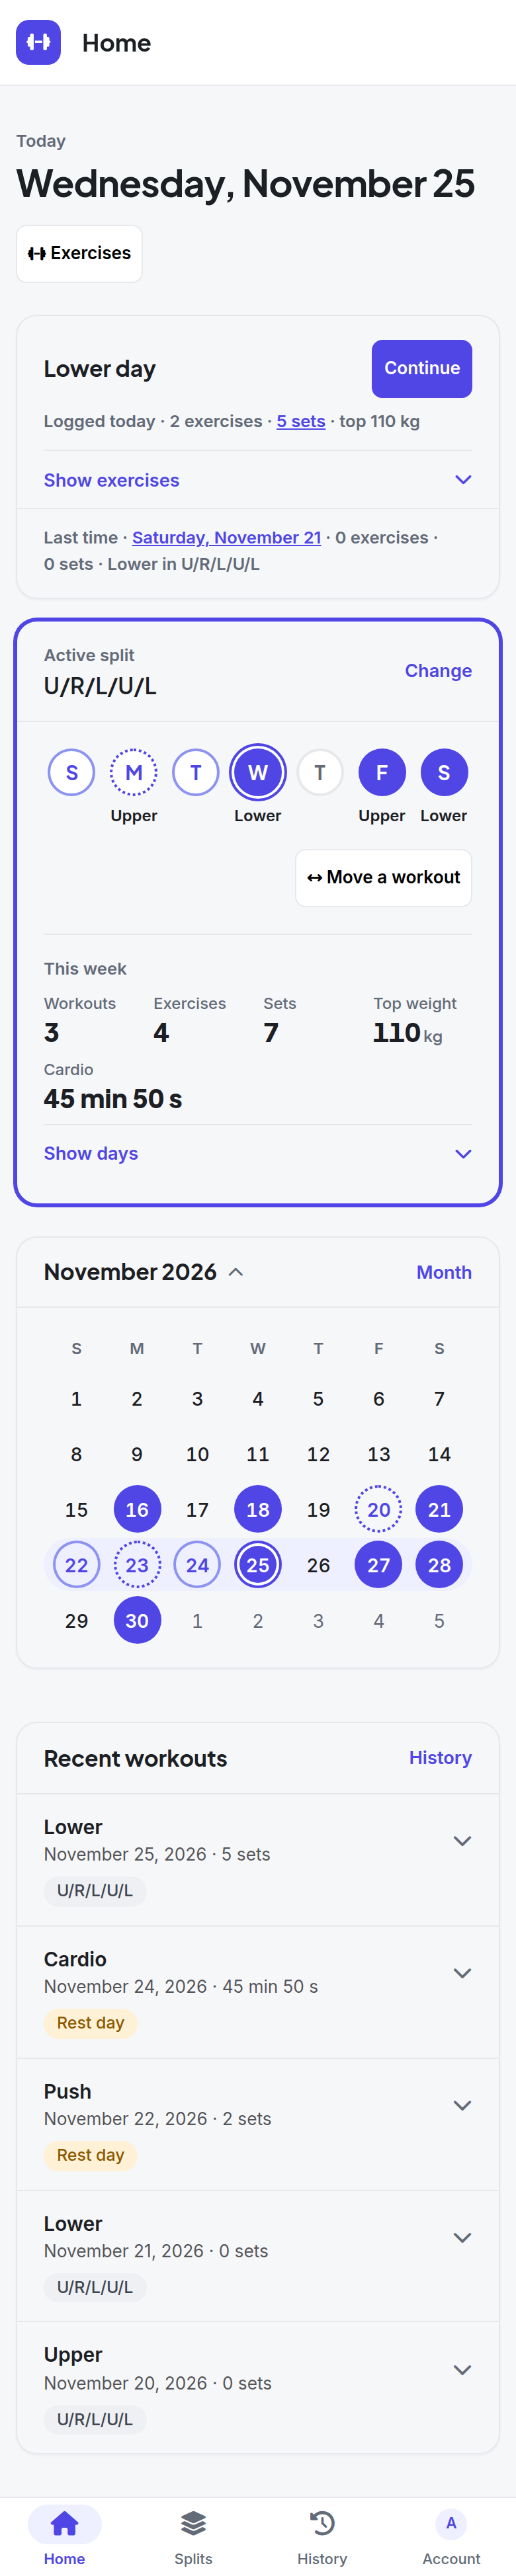 Home
Today
Wednesday, November 25
Exercises
Lower day
Continue
Logged today · 2 exercises · 5 sets · top 110 kg
Show exercises
Last time · Saturday, November 21 · 0 exercises ·
0 sets · Lower in U/R/L/U/L
Active split
U/R/L/U/L
Change
S M T W T F S
Upper Lower Upper Lower
Move a workout
This week
Workouts Exercises Sets Top weight
3 4 7 110 kg
Cardio
45 min 50 s
Show days
November 2026
Month
S M T W T F S
1 2 3 4 5 6 7
8 9 10 11 12 13 14
15 16 17 18 19 20 21
22 23 24 25 26 27 28
29 30 1 2 3 4 5
Recent workouts
History
Lower
November 25, 2026 · 5 sets
U/R/L/U/L
Cardio
November 24, 2026 · 45 min 50 s
Rest day
Push
November 22, 2026 · 2 sets
Rest day
Lower
November 21, 2026 · 0 sets
U/R/L/U/L
Upper
November 20, 2026 · 0 sets
U/R/L/U/L
A
Home Splits History Account